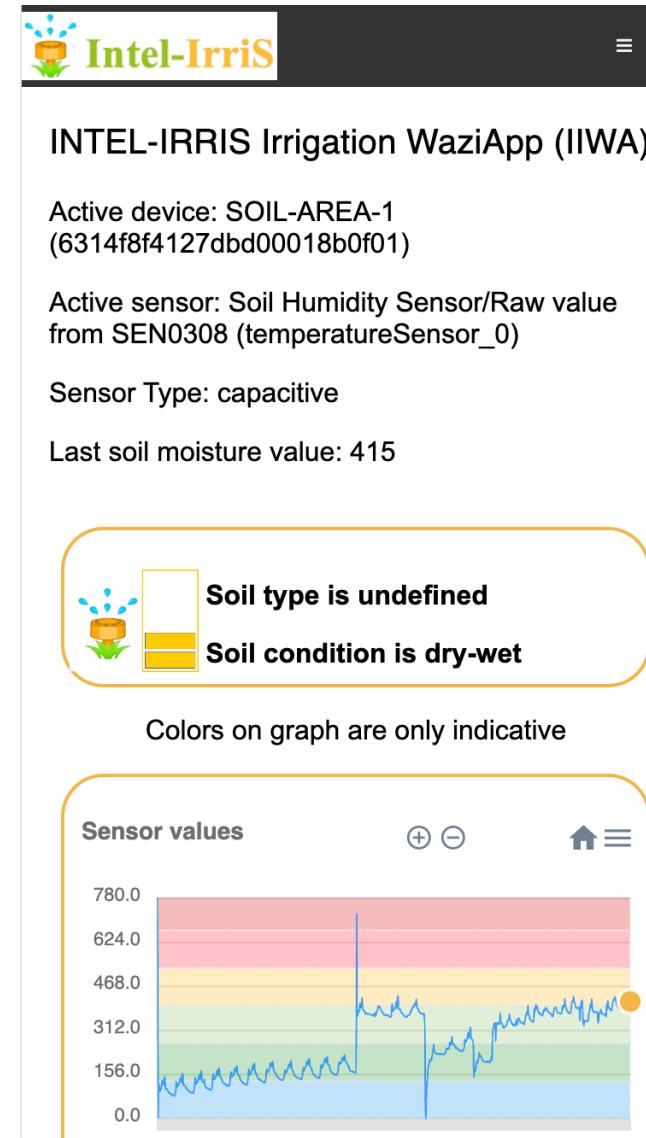 Intel-IrriS
INTEL-IRRIS Irrigation WaziApp (IIWA)
Active device: SOIL-AREA-1
(6314f8f4127dbd00018b0f01)
Active sensor: Soil Humidity Sensor/Raw value
from SEN0308 (temperatureSensor_0)
Sensor Type: capacitive
Last soil moisture value: 415
Soil type is undefined
Soil condition is dry-wet
Colors on graph are only indicative
Sensor values
780.0
624.0
468.0
312.0
156.0
0.0